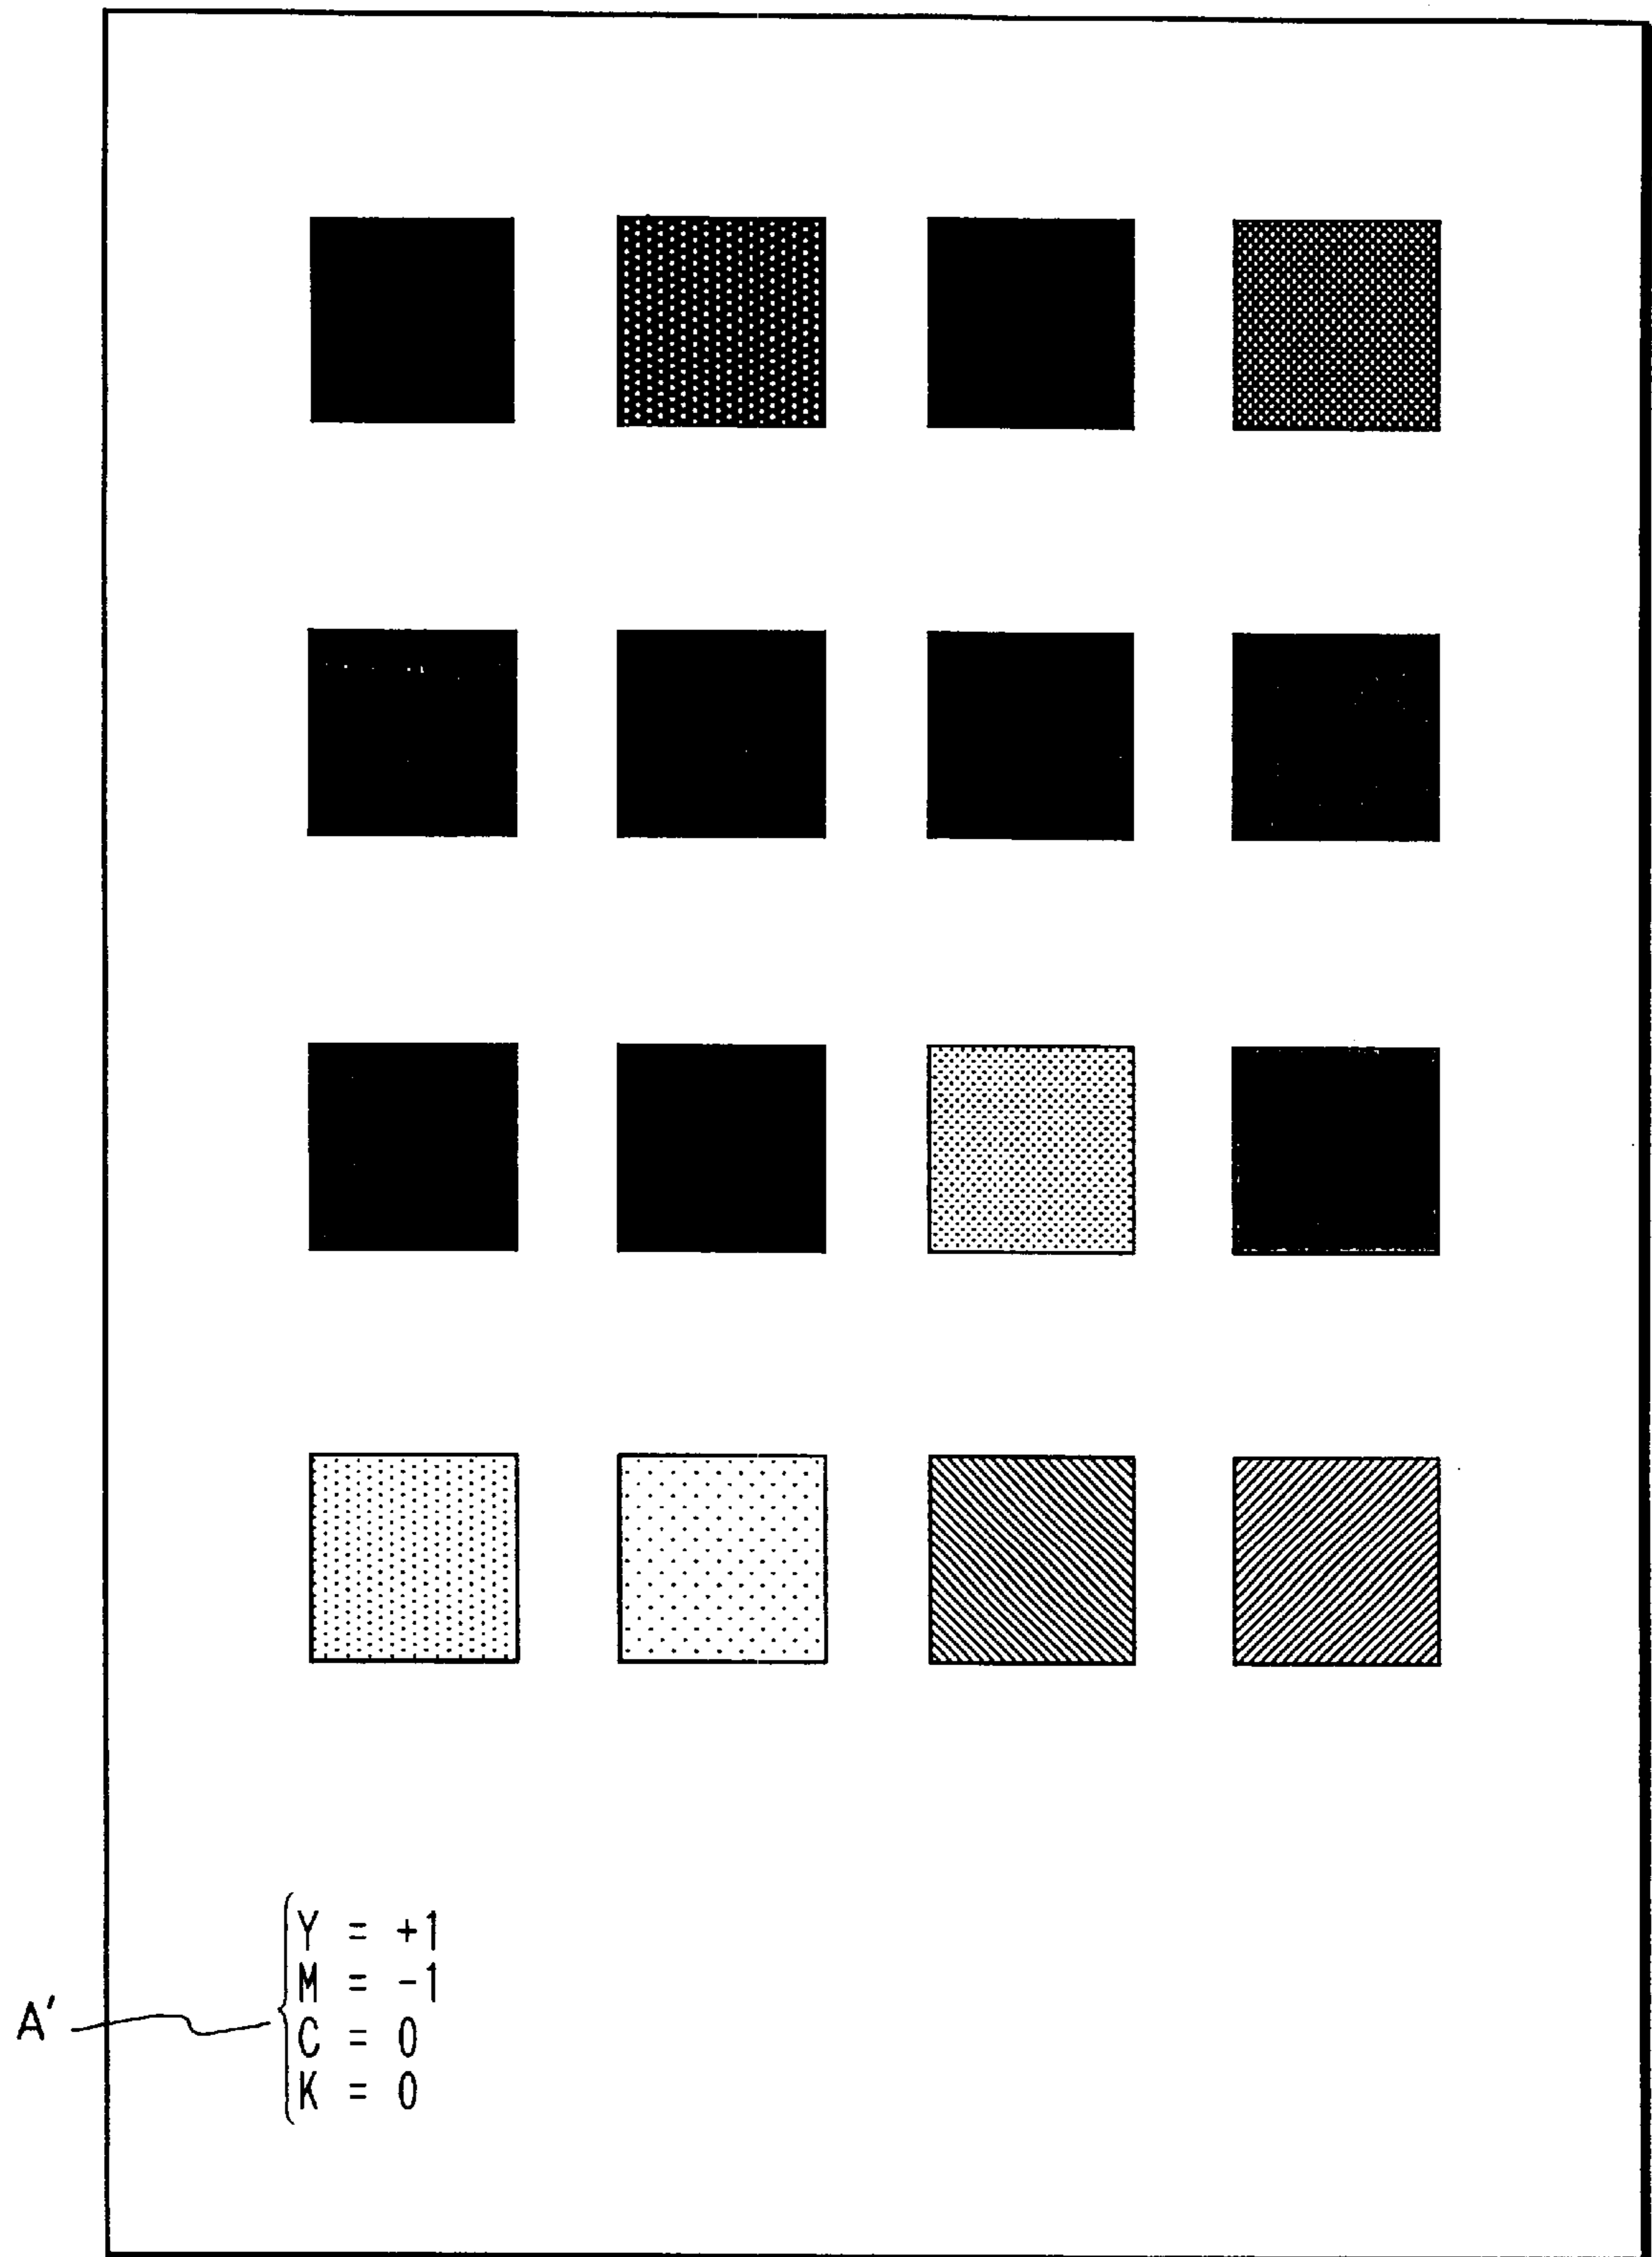 Y = +1
M = -1
A' C = 0
K = 0